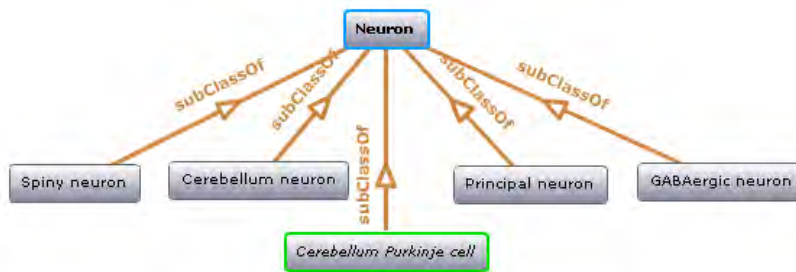 Neuron
subClassOf
subClassOf
subClassOf
subClassOf
subClassOf
Spiny neuron
Cerebellum neuron
Principal neuron
GABAergic neuron
Cerebellum Purkinje cell